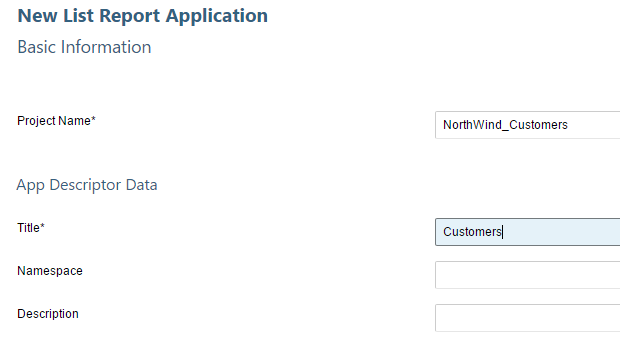 New List Report Application
Basic Information
Project Name* NorthWind_Customers
App Descriptor Data
Title* Customers
Namespace
Description